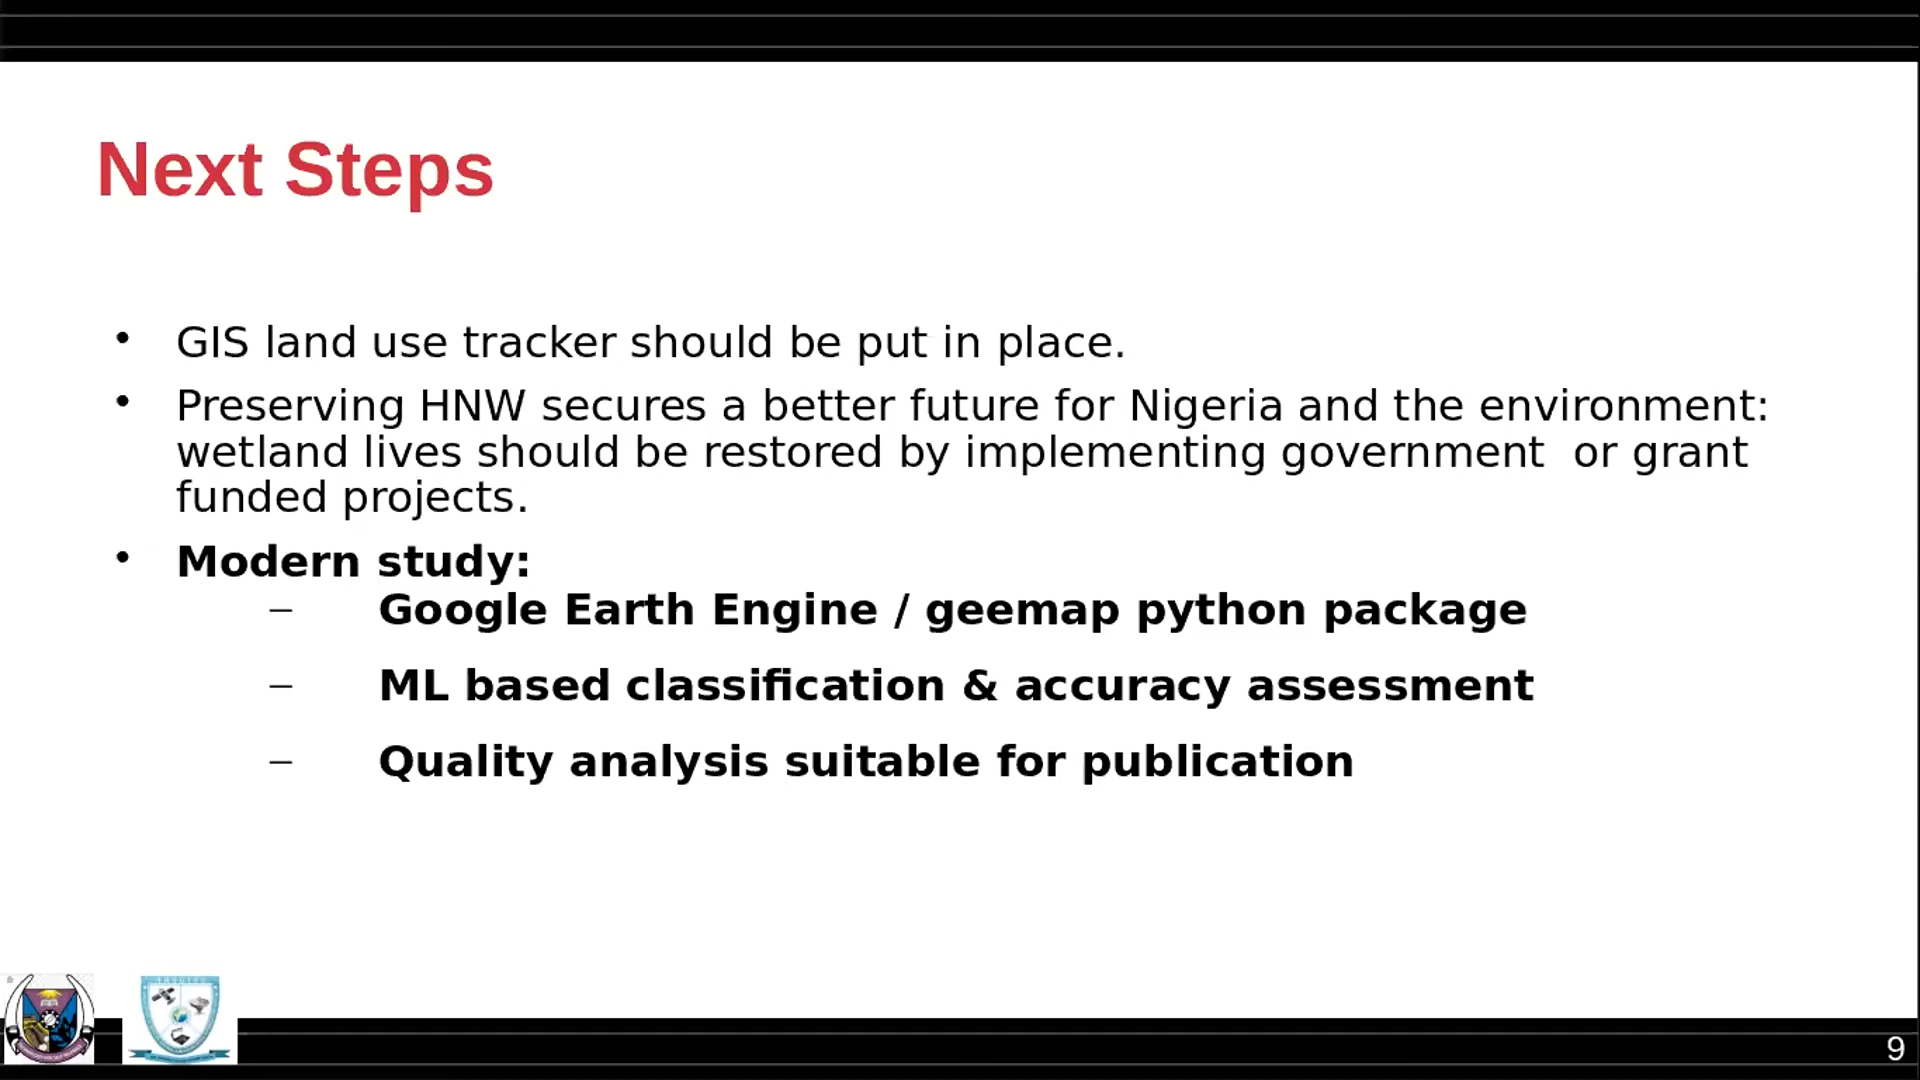 Next Steps
• GIS land use tracker should be put in place.
• Preserving HNW secures a better future for Nigeria and the environment:
wetland lives should be restored by implementing government  or grant
funded projects.
• Modern study:
– Google Earth Engine / geemap python package
– ML based classification & accuracy assessment
– Quality analysis suitable for publication
9